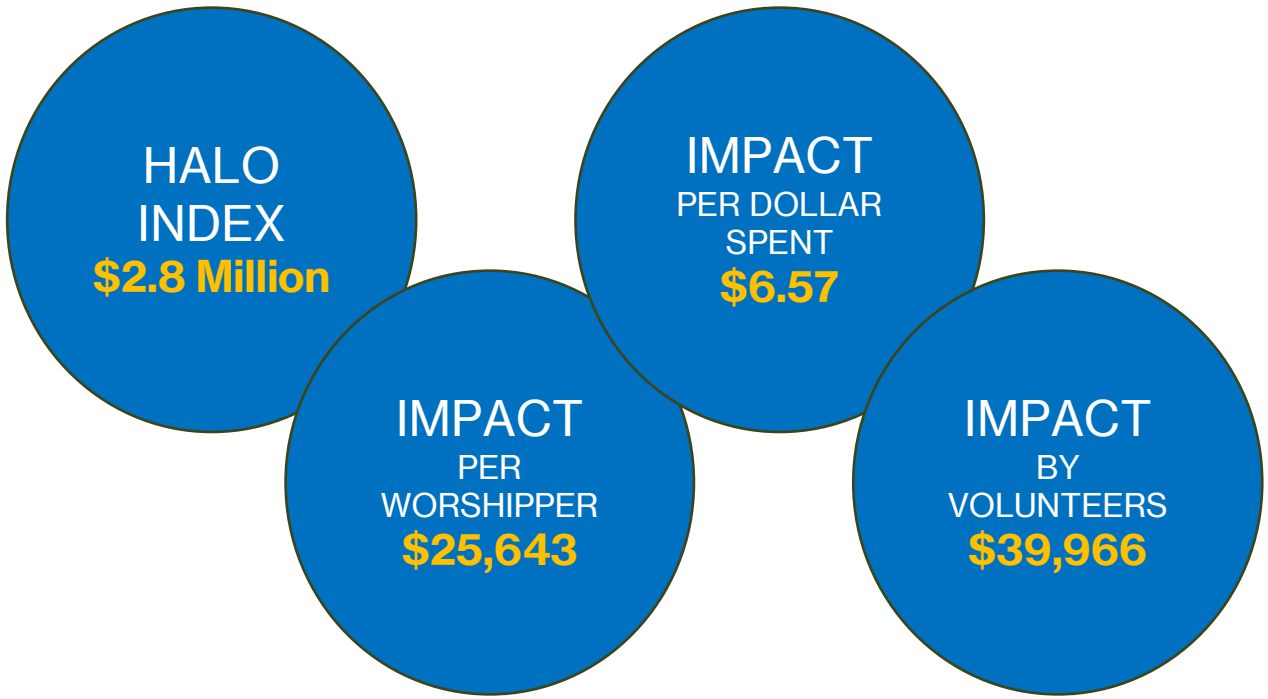 HALO
INDEX
$2.8 Million
IMPACT
PER
WORSHIPPER
$25,643
IMPACT
PER DOLLAR
SPENT
$6.57
IMPACT
BY
VOLUNTEERS
$39,966